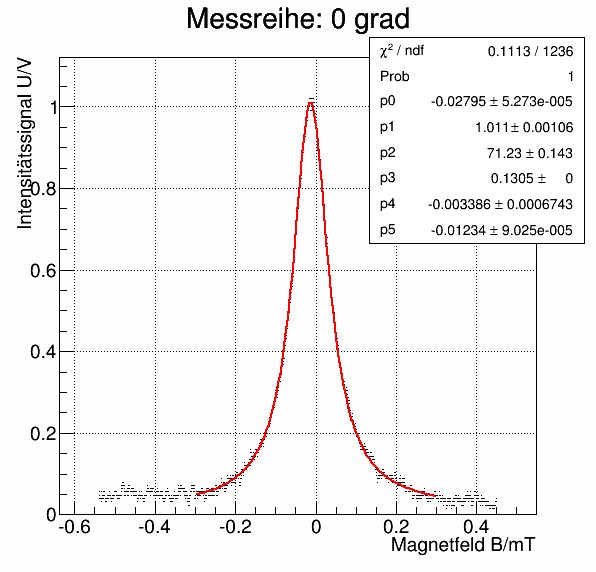 Messreihe: 0 grad
χ² / ndf 0.1113 / 1236
Prob 1
p0 -0.02795 ± 5.273e-005
p1 1.011± 0.00106
p2 71.23 ± 0.143
p3 0.1305 ± 0
p4 -0.003386 ± 0.0006743
p5 -0.01234 ± 9.025e-005
Intensitätssignal U/V
1
0.8
0.6
0.4
0.2
0
-0.6 -0.4 -0.2 0 0.2 0.4
Magnetfeld B/mT